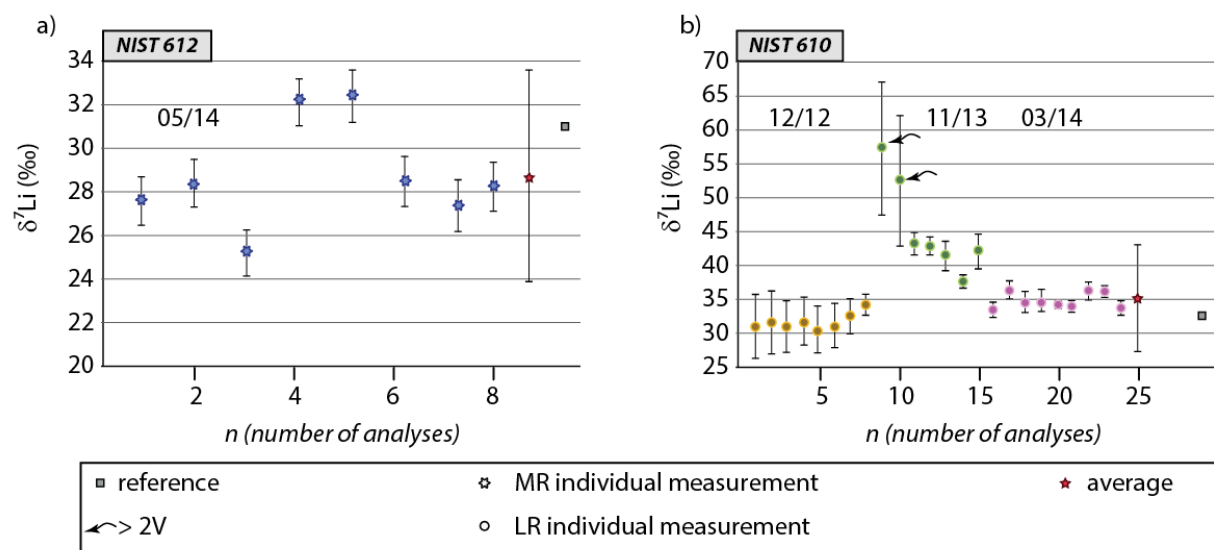 a)
NIST 612
δ⁷Li (‰)
34
32
30
28
26
24
22
20
05/14
2 4 6 8
n (number of analyses)
b)
NIST 610
δ⁷Li (‰)
70
65
60
55
50
45
40
35
30
25
12/12 11/13 03/14
5 10 15 20 25
n (number of analyses)
reference MR individual measurement average
> 2V LR individual measurement